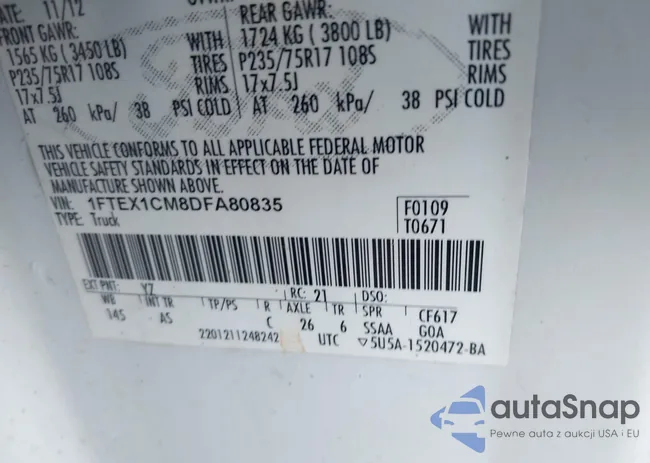 DATE: 11/12
FRONT GAWR: REAR GAWR:
1565 KG (3450 LB) WITH 1724 KG (3800 LB) WITH
P235/75R17 108S TIRES P235/75R17 108S TIRES
17x7.5J RIMS 17x7.5J RIMS
AT 260 kPa/ 38 PSI COLD AT 260 kPa/ 38 PSI COLD
THIS VEHICLE CONFORMS TO ALL APPLICABLE FEDERAL MOTOR
VEHICLE SAFETY STANDARDS IN EFFECT ON THE DATE OF
MANUFACTURE SHOWN ABOVE.
VIN: 1FTEX1CM8DFA80835 F0109
TYPE: Truck T0671
EXT PNT: YZ RC: 21 DSO:
WB INT TR TP/PS R AXLE TR SPR CF617
145 AS C 26 6 SSAA GOA
2201211248242 UTC ▽5U5A-1520472-BA
autaSnap
Pewne auta z aukcji USA i EU